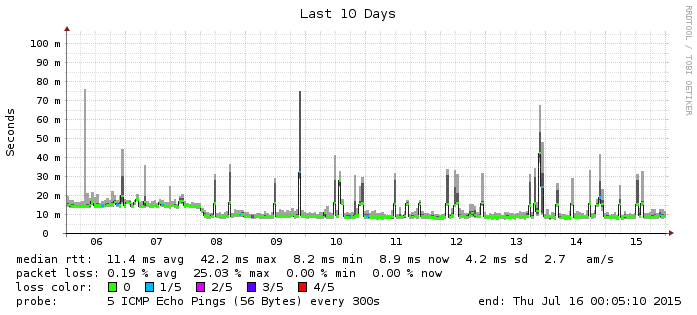 Last 10 Days
RRDTOOL / TOBI OETIKER
Seconds
100 m
90 m
80 m
70 m
60 m
50 m
40 m
30 m
20 m
10 m
0
06 07 08 09 10 11 12 13 14 15
median rtt: 11.4 ms avg 42.2 ms max 8.2 ms min 8.9 ms now 4.2 ms sd 2.7 am/s
packet loss: 0.19 % avg 25.03 % max 0.00 % min 0.00 % now
loss color: 0 1/5 2/5 3/5 4/5
probe: 5 ICMP Echo Pings (56 Bytes) every 300s end: Thu Jul 16 00:05:10 2015